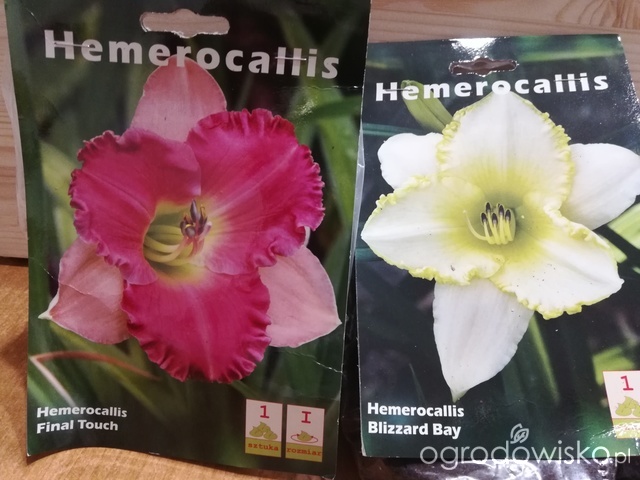 Hemerocallis
Hemerocallis
Final Touch
1
sztuka
I
rozmiar
Hemerocallis
Hemerocallis
Blizzard Bay
1
ogrodowisko.pl